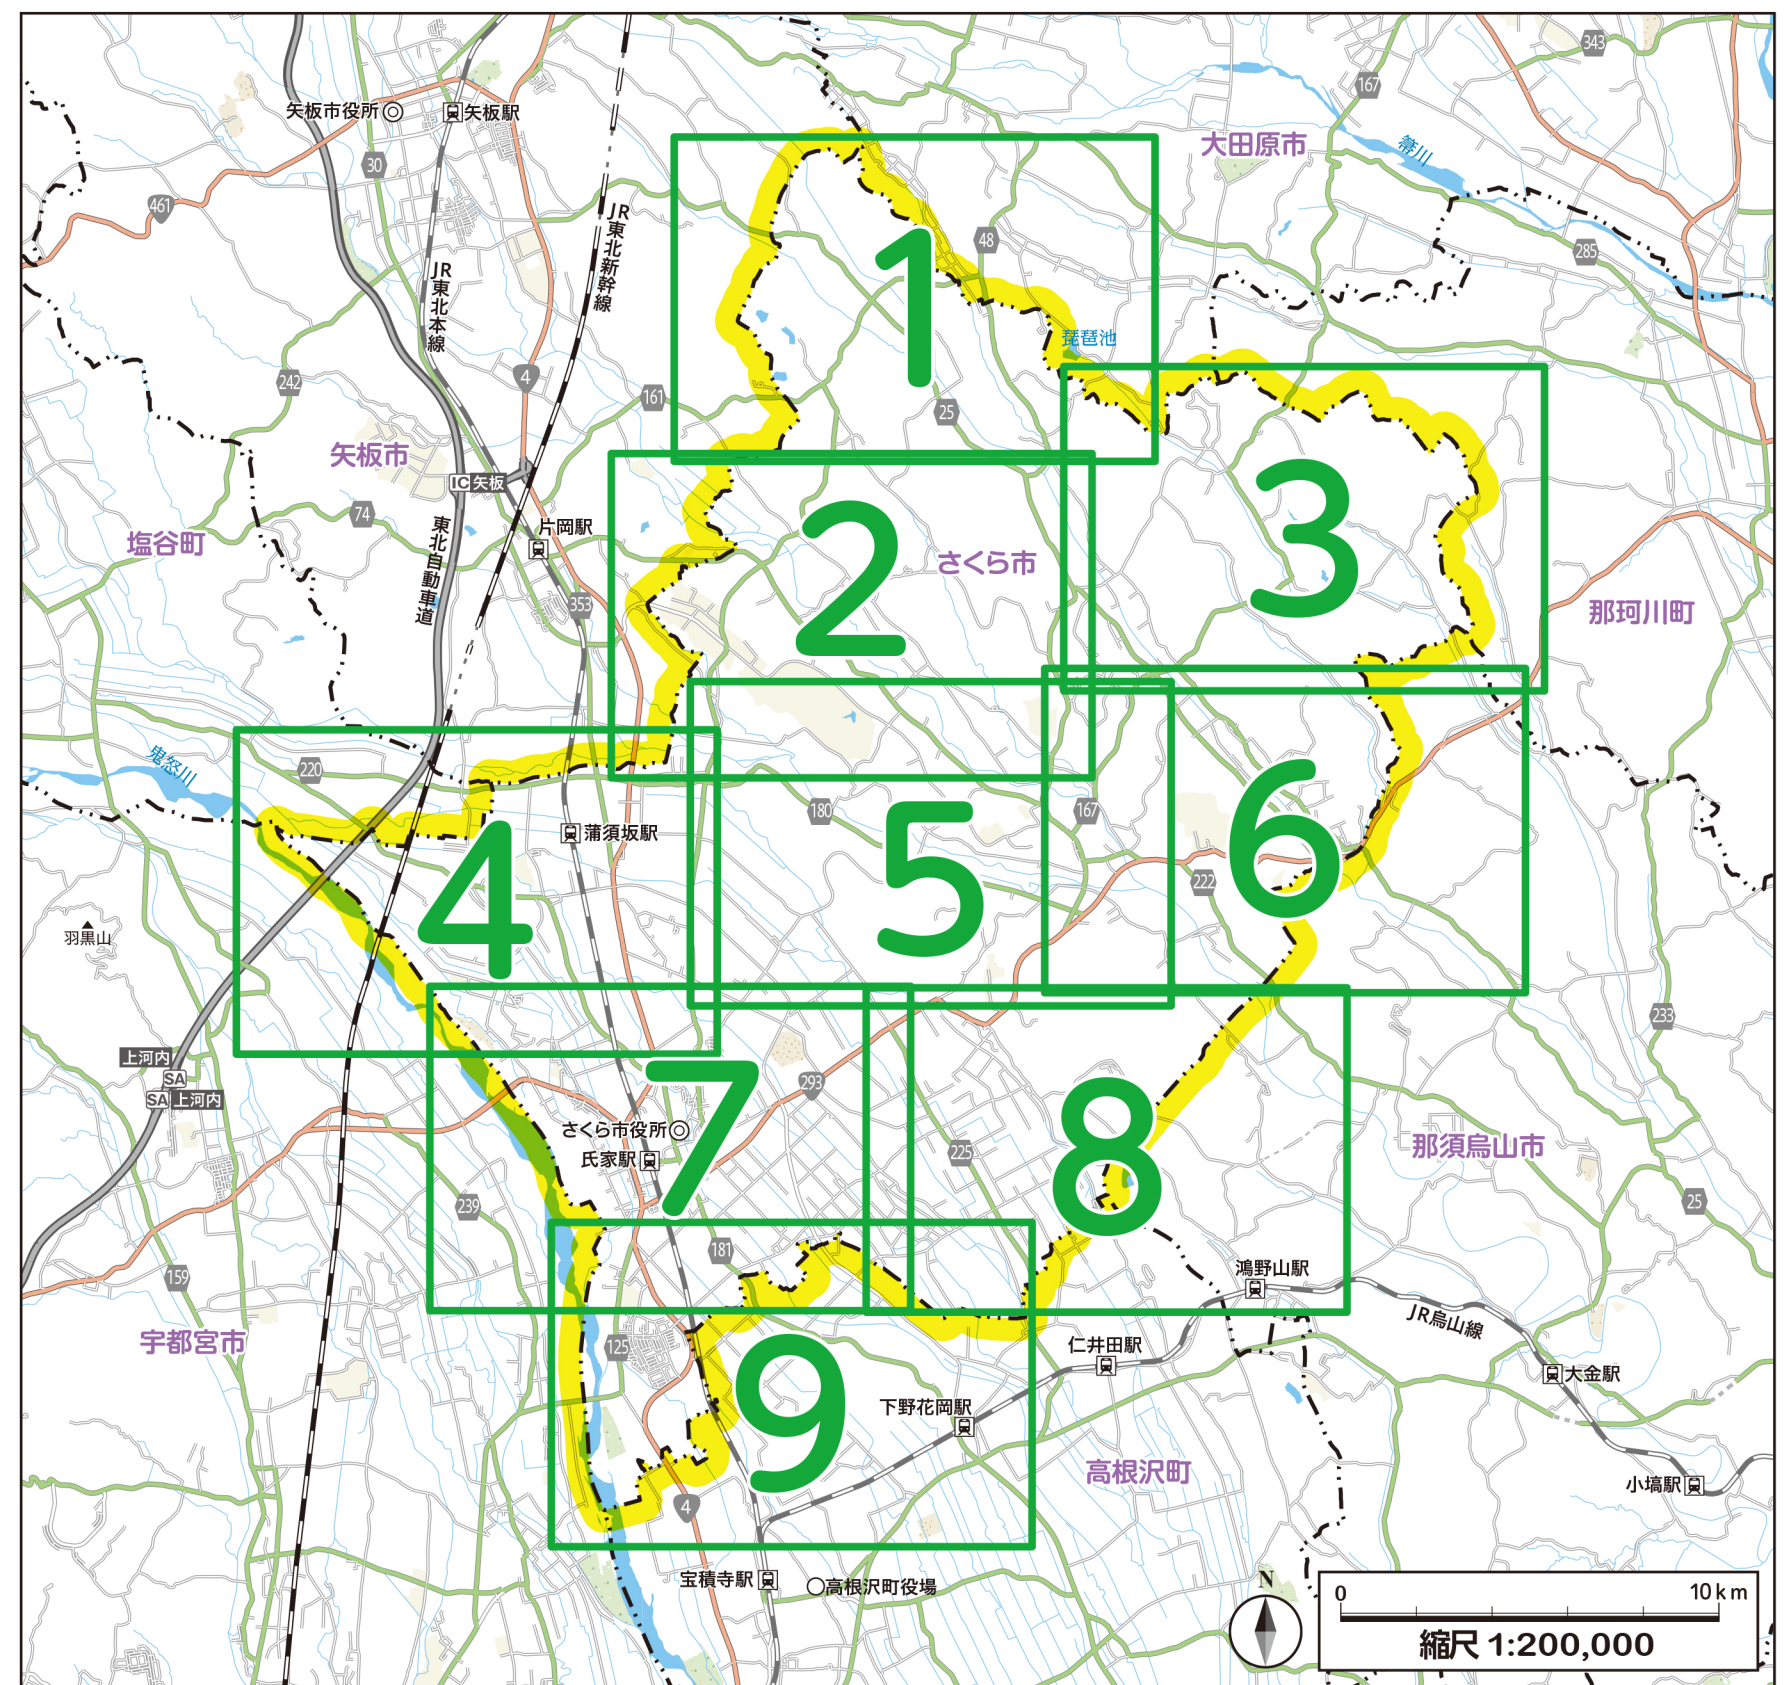 343
167
矢板市役所
矢板駅
大田原市
箒川
30
461
JR東北新幹線
48
285
JR東北本線
1
琵琶池
242
4
161
25
矢板市
3
IC 矢板
74
片岡駅
2
塩谷町
さくら市
東北自動車道
353
那珂川町
鬼怒川
220
180
167
6
蒲須坂駅
5
4
222
羽黒山
233
上河内
SA
SA 上河内
7
293
8
さくら市役所
氏家駅
225
那須烏山市
239
25
181
159
鴻野山駅
JR烏山線
宇都宮市
125
仁井田駅
大金駅
9
下野花岡駅
高根沢町
小塙駅
4
宝積寺駅
高根沢町役場
N
0 10km
縮尺 1:200,000